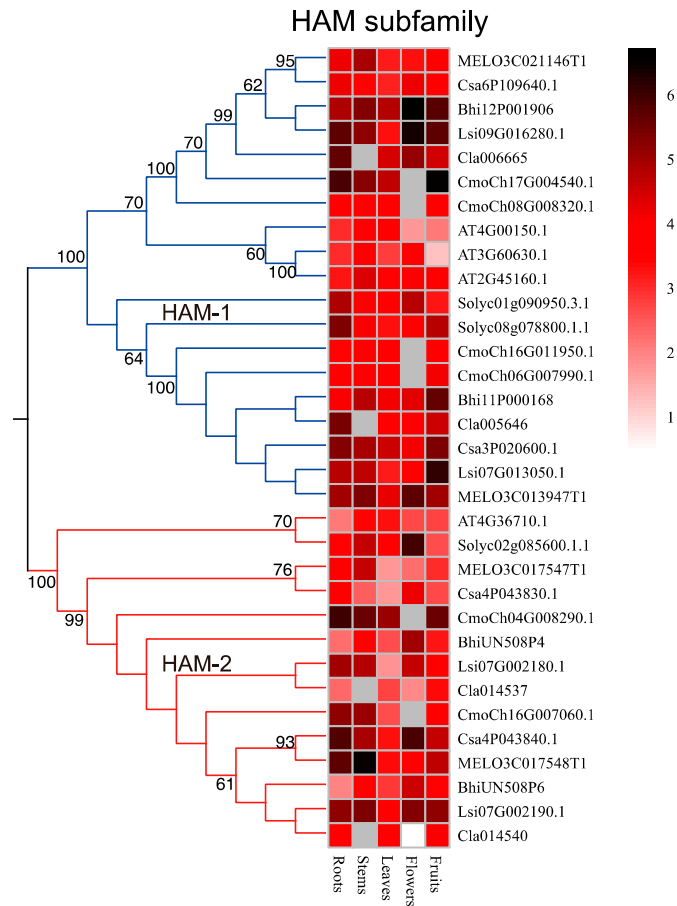 HAM subfamily
95
62
99
70
100
70
60
100
100
HAM-1
64
100
70
100
76
99
HAM-2
93
61
MELO3C021146T1
Csa6P109640.1
Bhi12P001906
Lsi09G016280.1
Cla006665
CmoCh17G004540.1
CmoCh08G008320.1
AT4G00150.1
AT3G60630.1
AT2G45160.1
Solyc01g090950.3.1
Solyc08g078800.1.1
CmoCh16G011950.1
CmoCh06G007990.1
Bhi11P000168
Cla005646
Csa3P020600.1
Lsi07G013050.1
MELO3C013947T1
AT4G36710.1
Solyc02g085600.1.1
MELO3C017547T1
Csa4P043830.1
CmoCh04G008290.1
BhiUN508P4
Lsi07G002180.1
Cla014537
CmoCh16G007060.1
Csa4P043840.1
MELO3C017548T1
BhiUN508P6
Lsi07G002190.1
Cla014540
Roots
Stems
Leaves
Flowers
Fruits
6
5
4
3
2
1